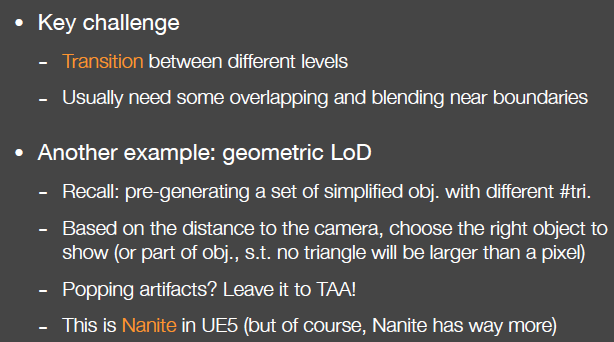 • Key challenge
- Transition between different levels
- Usually need some overlapping and blending near boundaries
• Another example: geometric LoD
- Recall: pre-generating a set of simplified obj. with different #tri.
- Based on the distance to the camera, choose the right object to
show (or part of obj., s.t. no triangle will be larger than a pixel)
- Popping artifacts? Leave it to TAA!
- This is Nanite in UE5 (but of course, Nanite has way more)